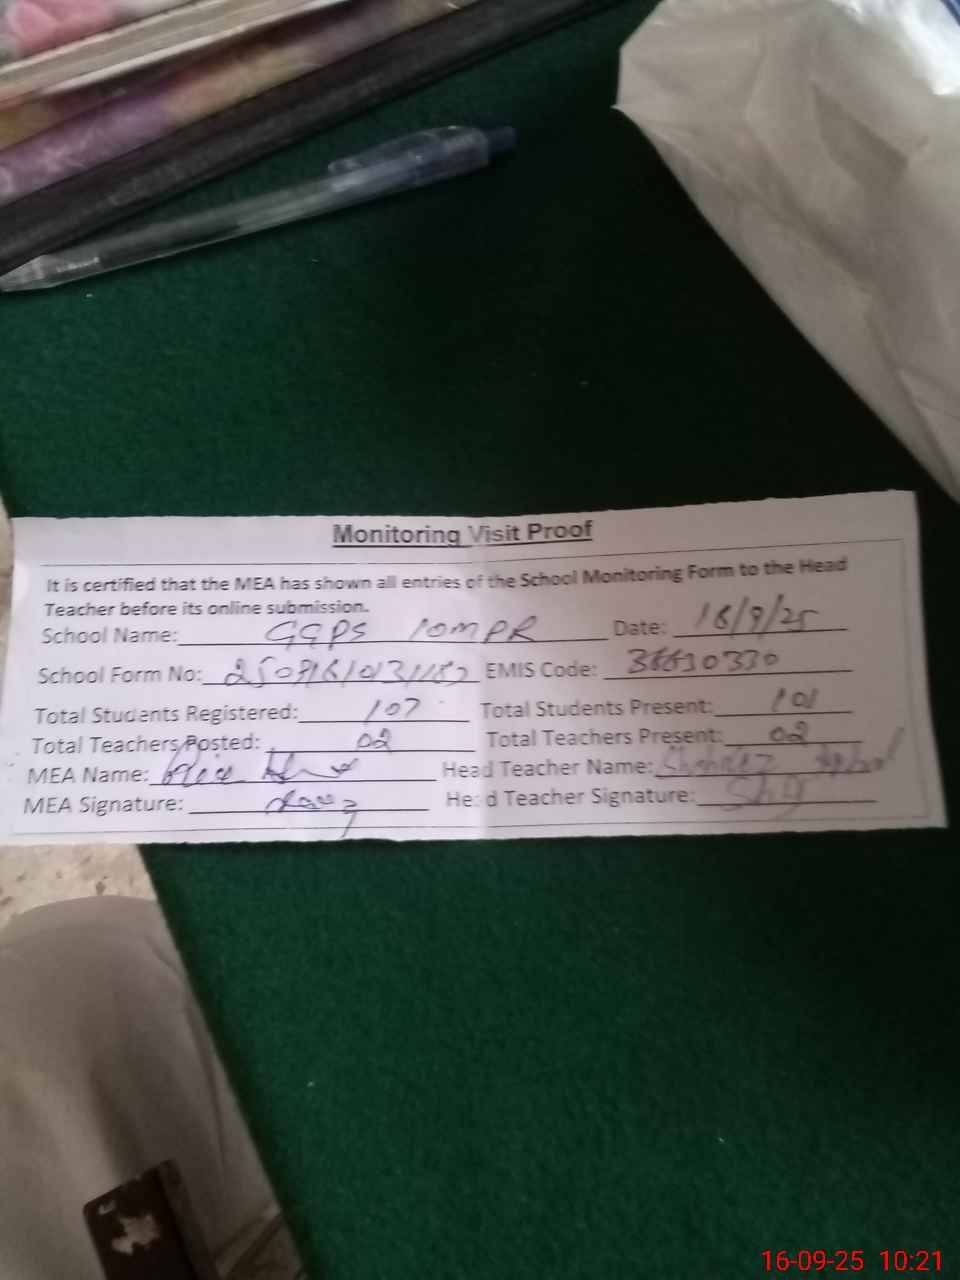 Monitoring Visit Proof
It is certified that the MEA has shown all entries of the School Monitoring Form to the Head
Teacher before its online submission.
School Name: GGPS 10MPR Date: 16/9/25
School Form No: EMIS Code:
Total Students Registered: 107 Total Students Present: 101
Total Teachers Posted: 02 Total Teachers Present: 02
MEA Name: Head Teacher Name:
MEA Signature: Head Teacher Signature:
16-09-25 10:21